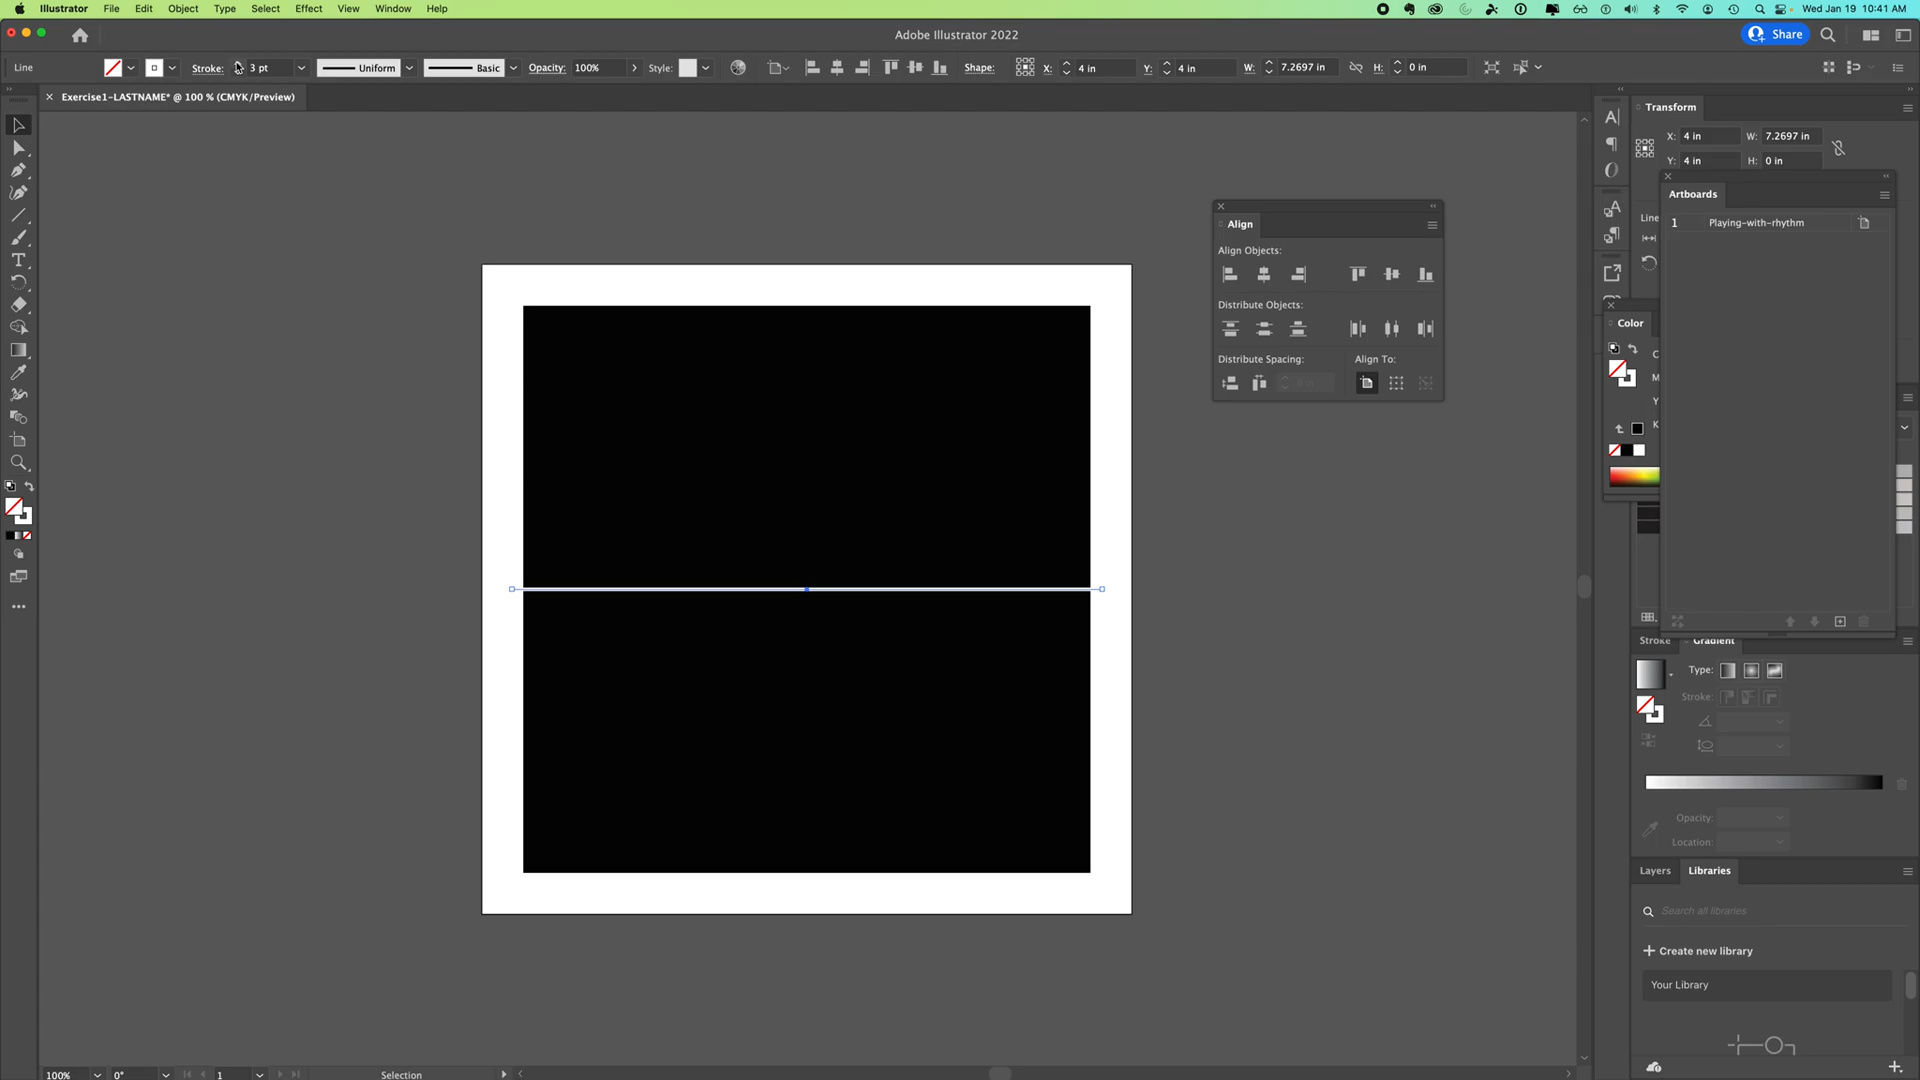 Illustrator File Edit Object Type Select Effect View Window Help Wed Jan 19 10:41 AM
Adobe Illustrator 2022 Share
Line Stroke: 3 pt Uniform Basic Opacity: 100% Style: Shape: X: 4 in Y: 4 in W: 7.2697 in H: 0 in
Exercise1-LASTNAME* @ 100 % (CMYK/Preview)
Transform
X: 4 in W: 7.2697 in
Y: 4 in H: 0 in
Artboards
1 Playing-with-rhythm
Line
Align
Align Objects:
Distribute Objects:
Distribute Spacing: Align To:
0 in
Color
C
M
Y
K
Stroke Gradient
Type:
Stroke:
Opacity:
Location:
Layers Libraries
Search all libraries
Create new library
Your Library
100% 0° 1 Selection